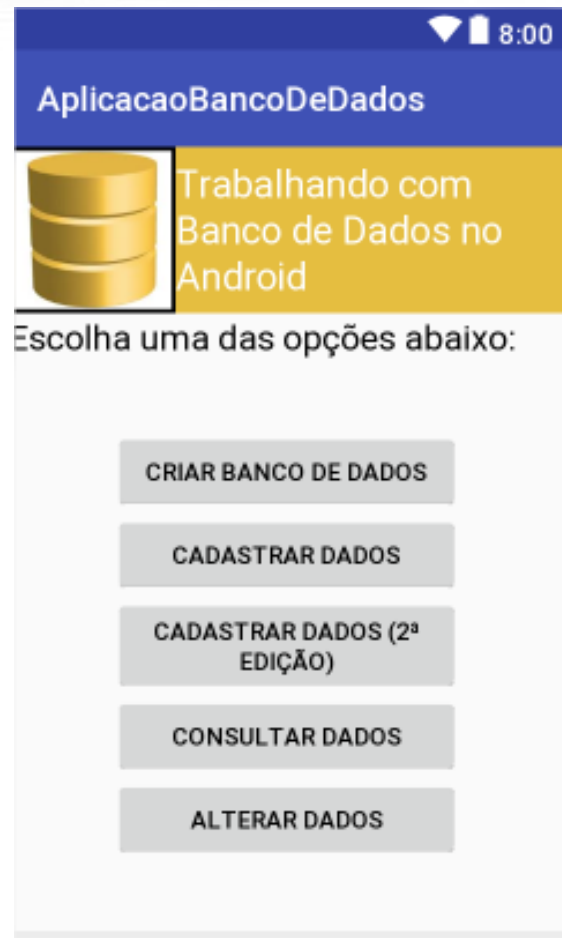 8:00
AplicacaoBancoDeDados
Trabalhando com
Banco de Dados no
Android
Escolha uma das opções abaixo:
CRIAR BANCO DE DADOS
CADASTRAR DADOS
CADASTRAR DADOS (2ª
EDIÇÃO)
CONSULTAR DADOS
ALTERAR DADOS